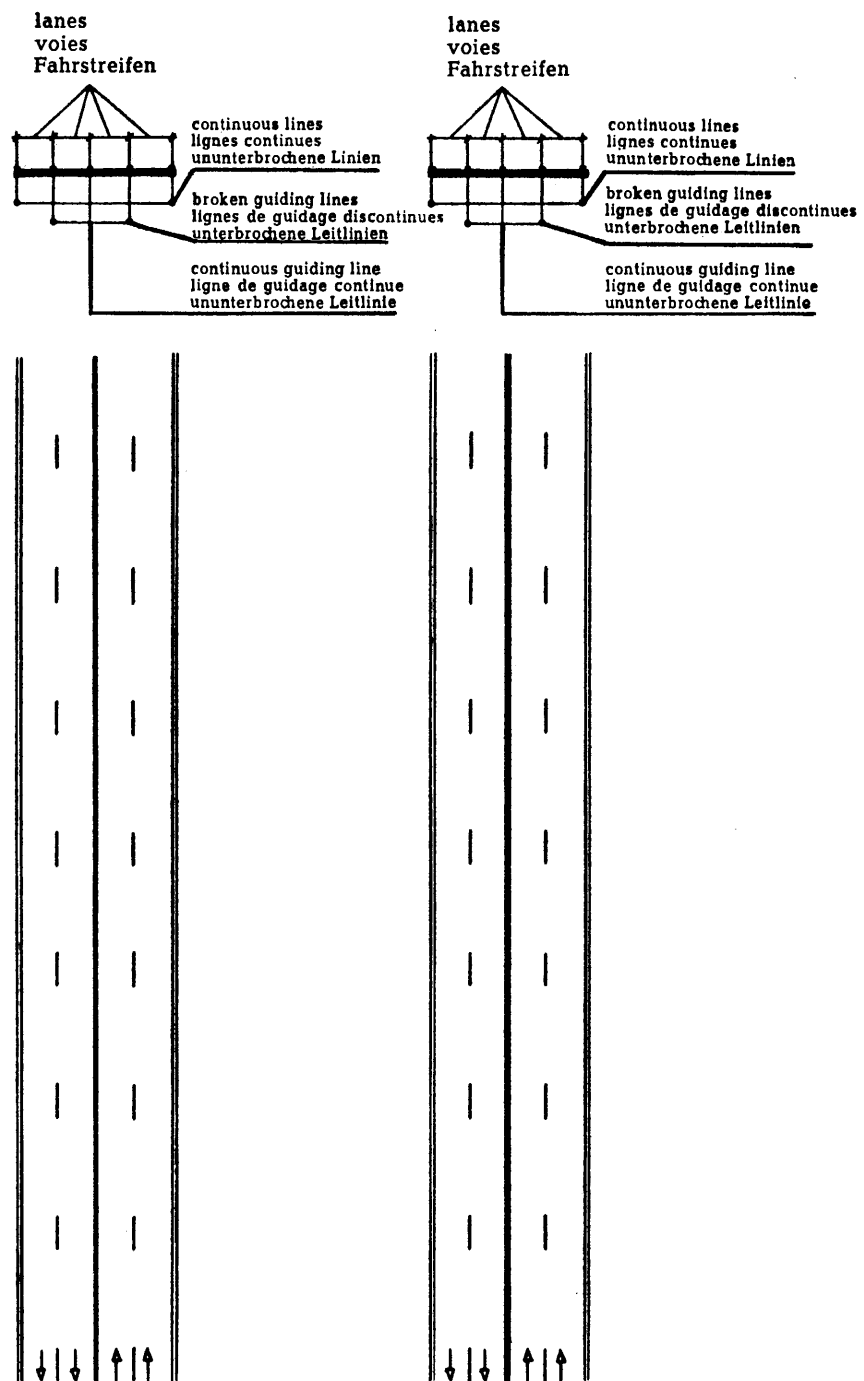 lanes
voies
Fahrstreifen
continuous lines
lignes continues
ununterbrochene Linien
broken guiding lines
lignes de guidage discontinues
unterbrochene Leitlinien
continuous guiding line
ligne de guidage continue
ununterbrochene Leitlinie
lanes
voies
Fahrstreifen
continuous lines
lignes continues
ununterbrochene Linien
broken guiding lines
lignes de guidage discontinues
unterbrochene Leitlinien
continuous guiding line
ligne de guidage continue
ununterbrochene Leitlinie